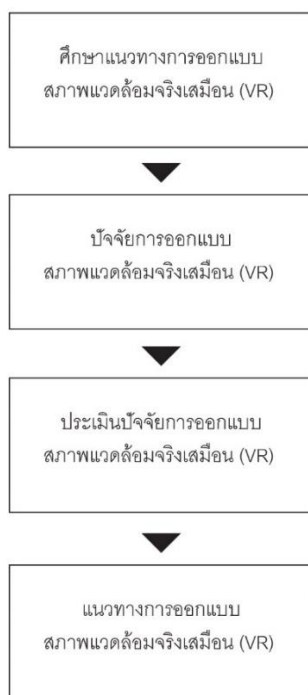 ศึกษาแนวทางการออกแบบ
สภาพแวดล้อมจริงเสมือน (VR)
ปัจจัยการออกแบบ
สภาพแวดล้อมจริงเสมือน (VR)
ประเมินปัจจัยการออกแบบ
สภาพแวดล้อมจริงเสมือน (VR)
แนวทางการออกแบบ
สภาพแวดล้อมจริงเสมือน (VR)